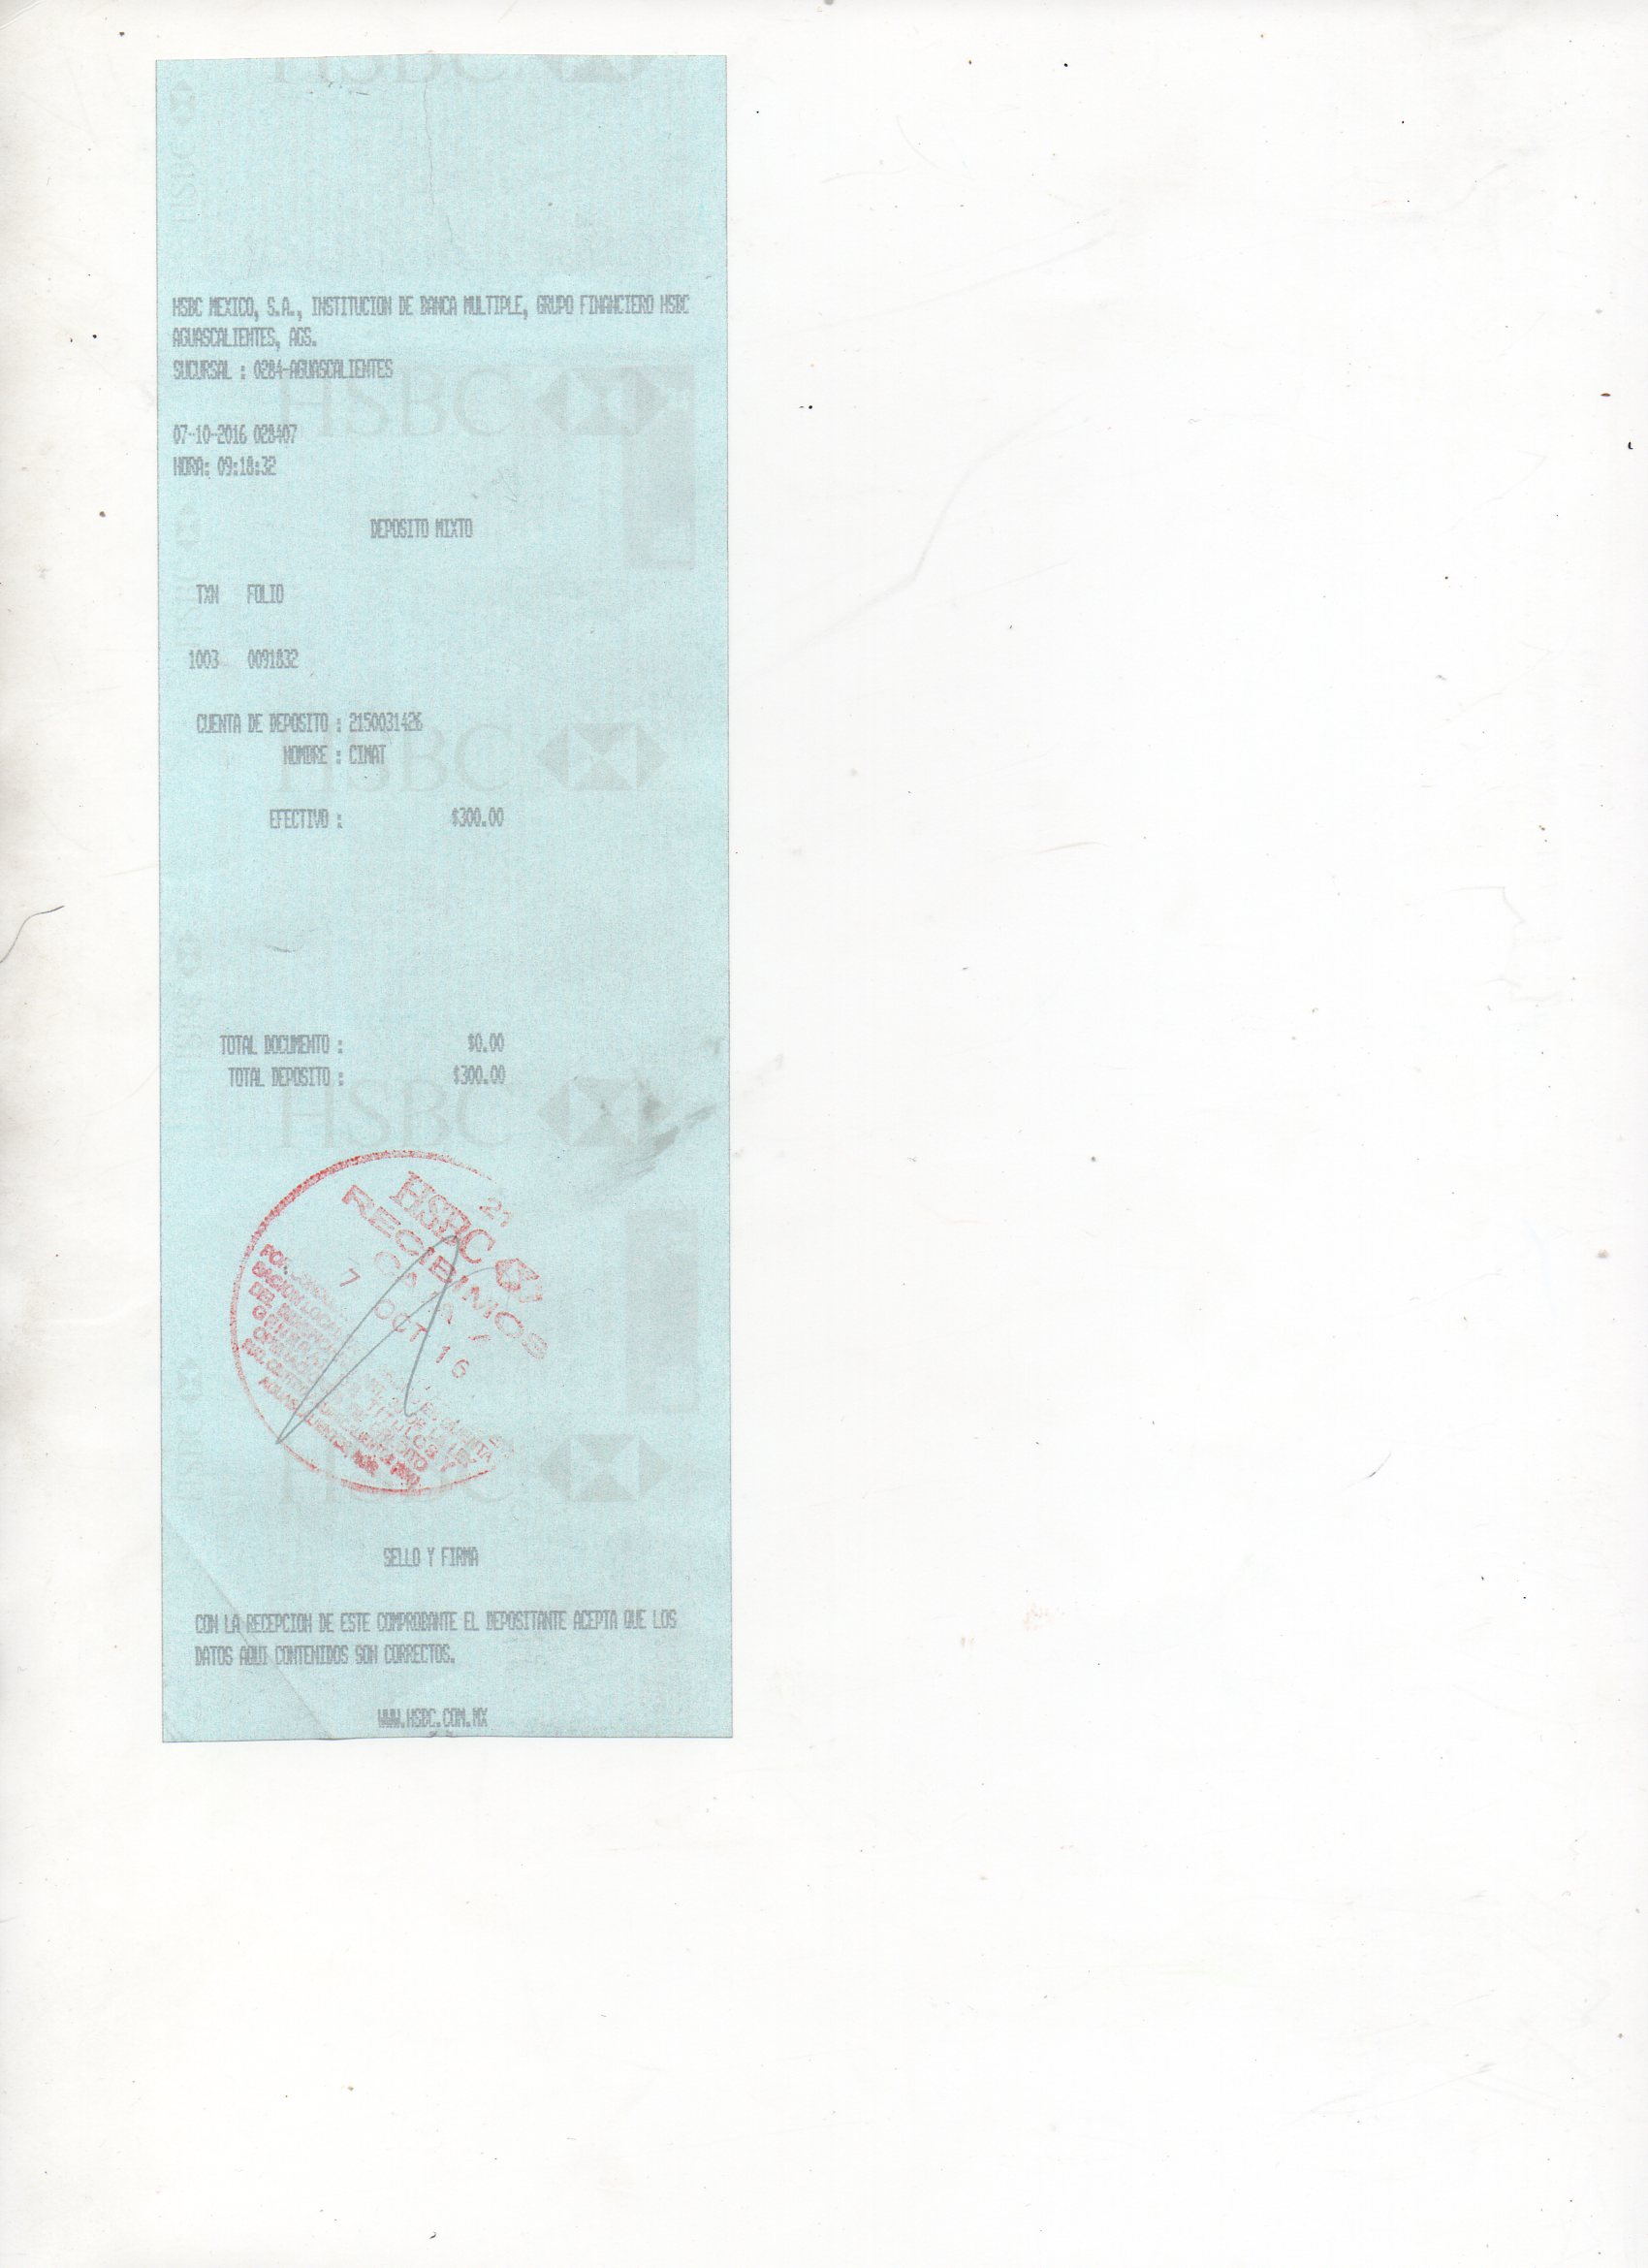 HSBC MEXICO, S.A., INSTITUCION DE BANCA MULTIPLE, GRUPO FINANCIERO HSBC
AGUASCALIENTES, AGS.
SUCURSAL : 0284-AGUASCALIENTES
07-10-2016 028407
HORA: 09:18:32
DEPOSITO MIXTO
TXN FOLIO
1003 0091832
CUENTA DE DEPOSITO : 2150031426
NOMBRE : CIMAT
EFECTIVO : $300.00
TOTAL DOCUMENTO : $0.00
TOTAL DEPOSITO : $300.00
HSBC 21
RECIBIMOS
CAJA 7
7 OCT 16
TITULOS Y
SELLO Y FIRMA
CON LA RECEPCION DE ESTE COMPROBANTE EL DEPOSITANTE ACEPTA QUE LOS
DATOS AQUI CONTENIDOS SON CORRECTOS.
WWW.HSBC.COM.MX